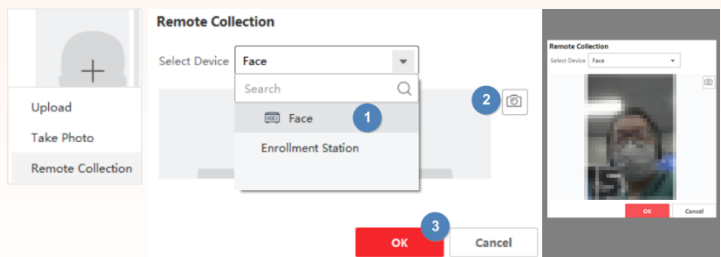 Upload
Take Photo
Remote Collection
Remote Collection
Select Device
Face
Search
Face
1
Enrollment Station
2
3
OK
Cancel
Remote Collection
Select Device
Face
OK
Cancel